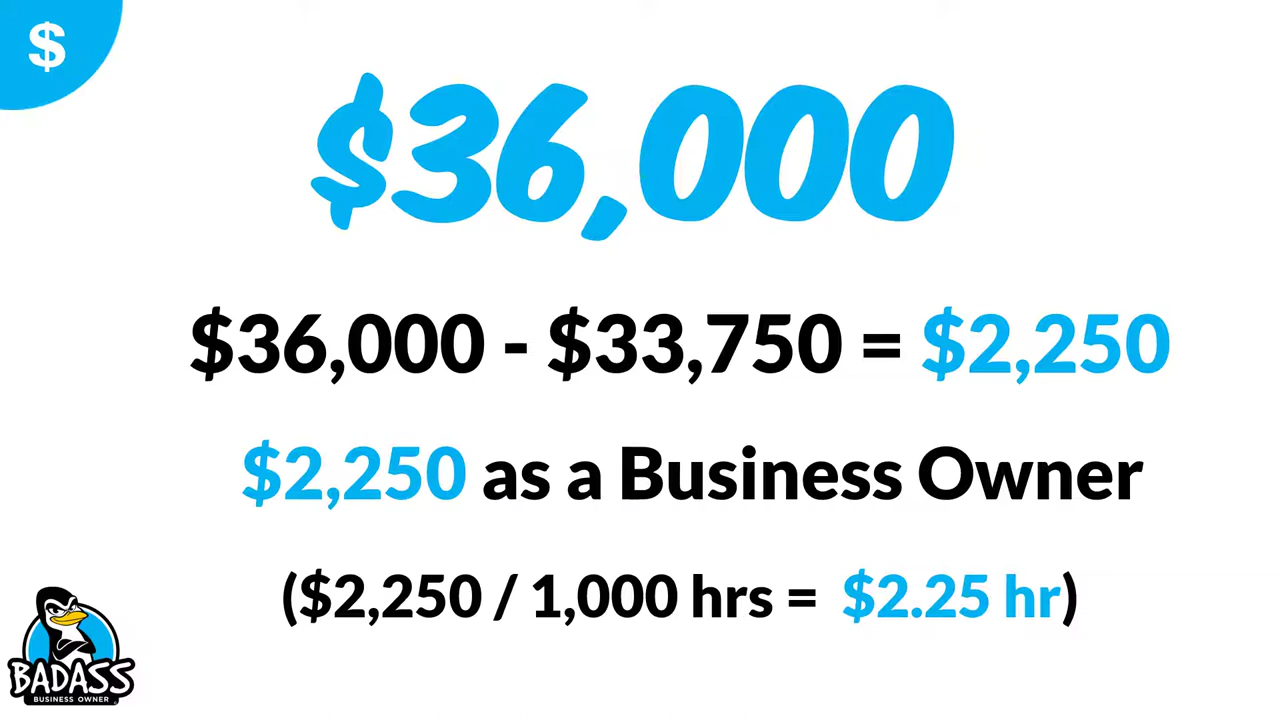 $
$36,000
$36,000 - $33,750 = $2,250
$2,250 as a Business Owner
($2,250 / 1,000 hrs = $2.25 hr)
BADASS
BUSINESS OWNER